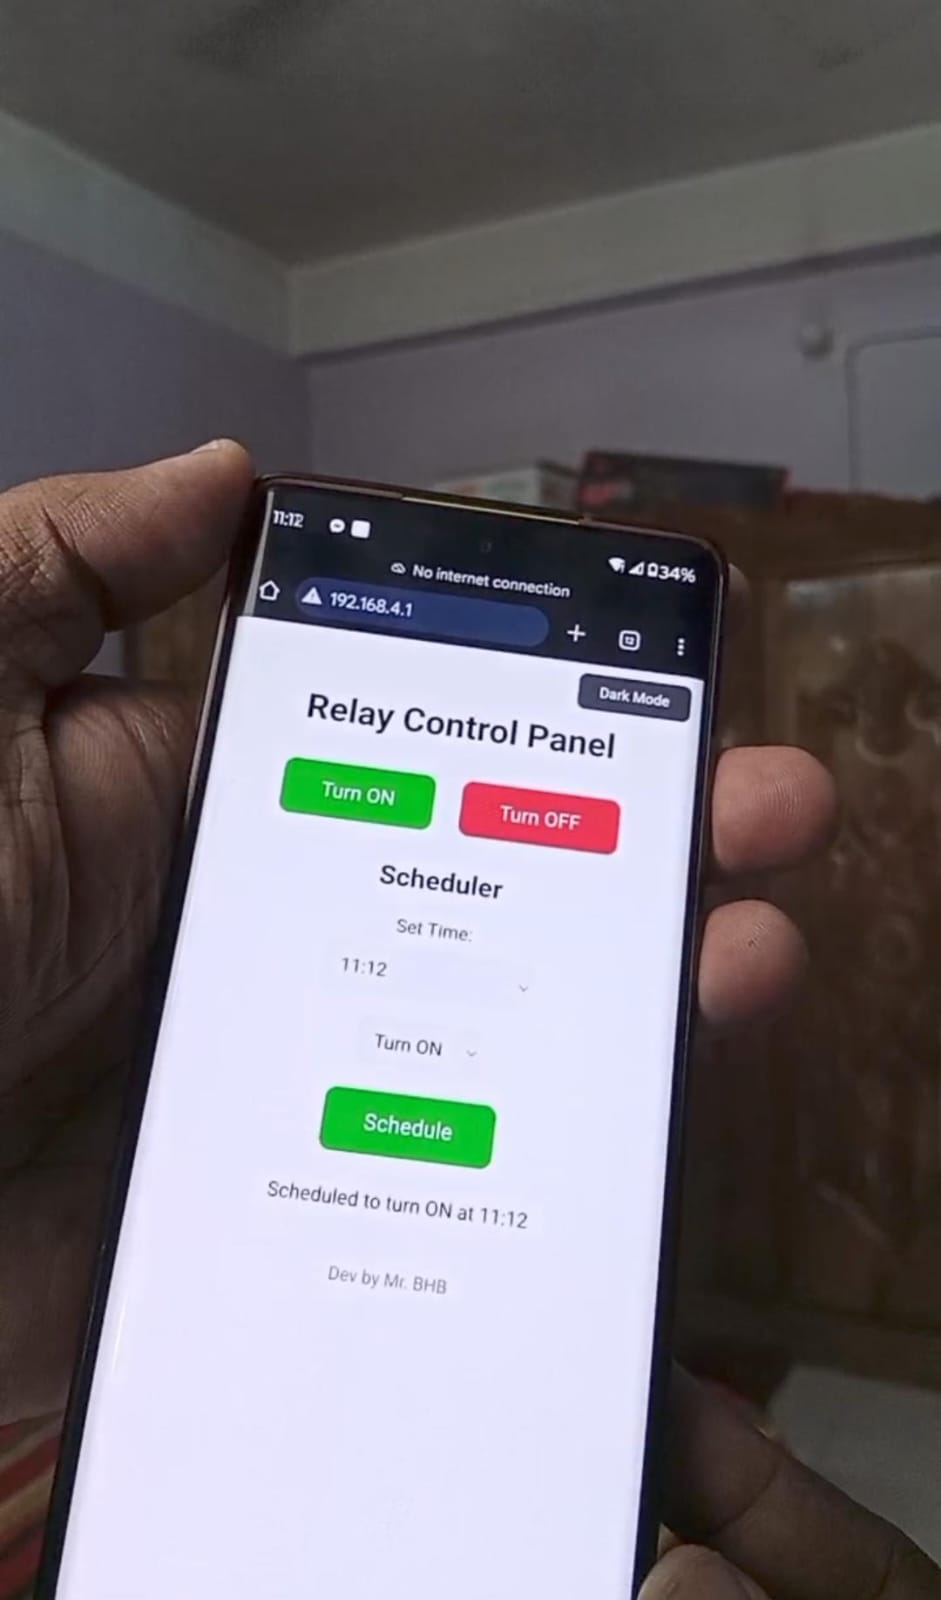 11:12
34%
No internet connection
192.168.4.1
12
Dark Mode
Relay Control Panel
Turn ON
Turn OFF
Scheduler
Set Time:
11:12
Turn ON
Schedule
Scheduled to turn ON at 11:12
Dev by Mr. BHB